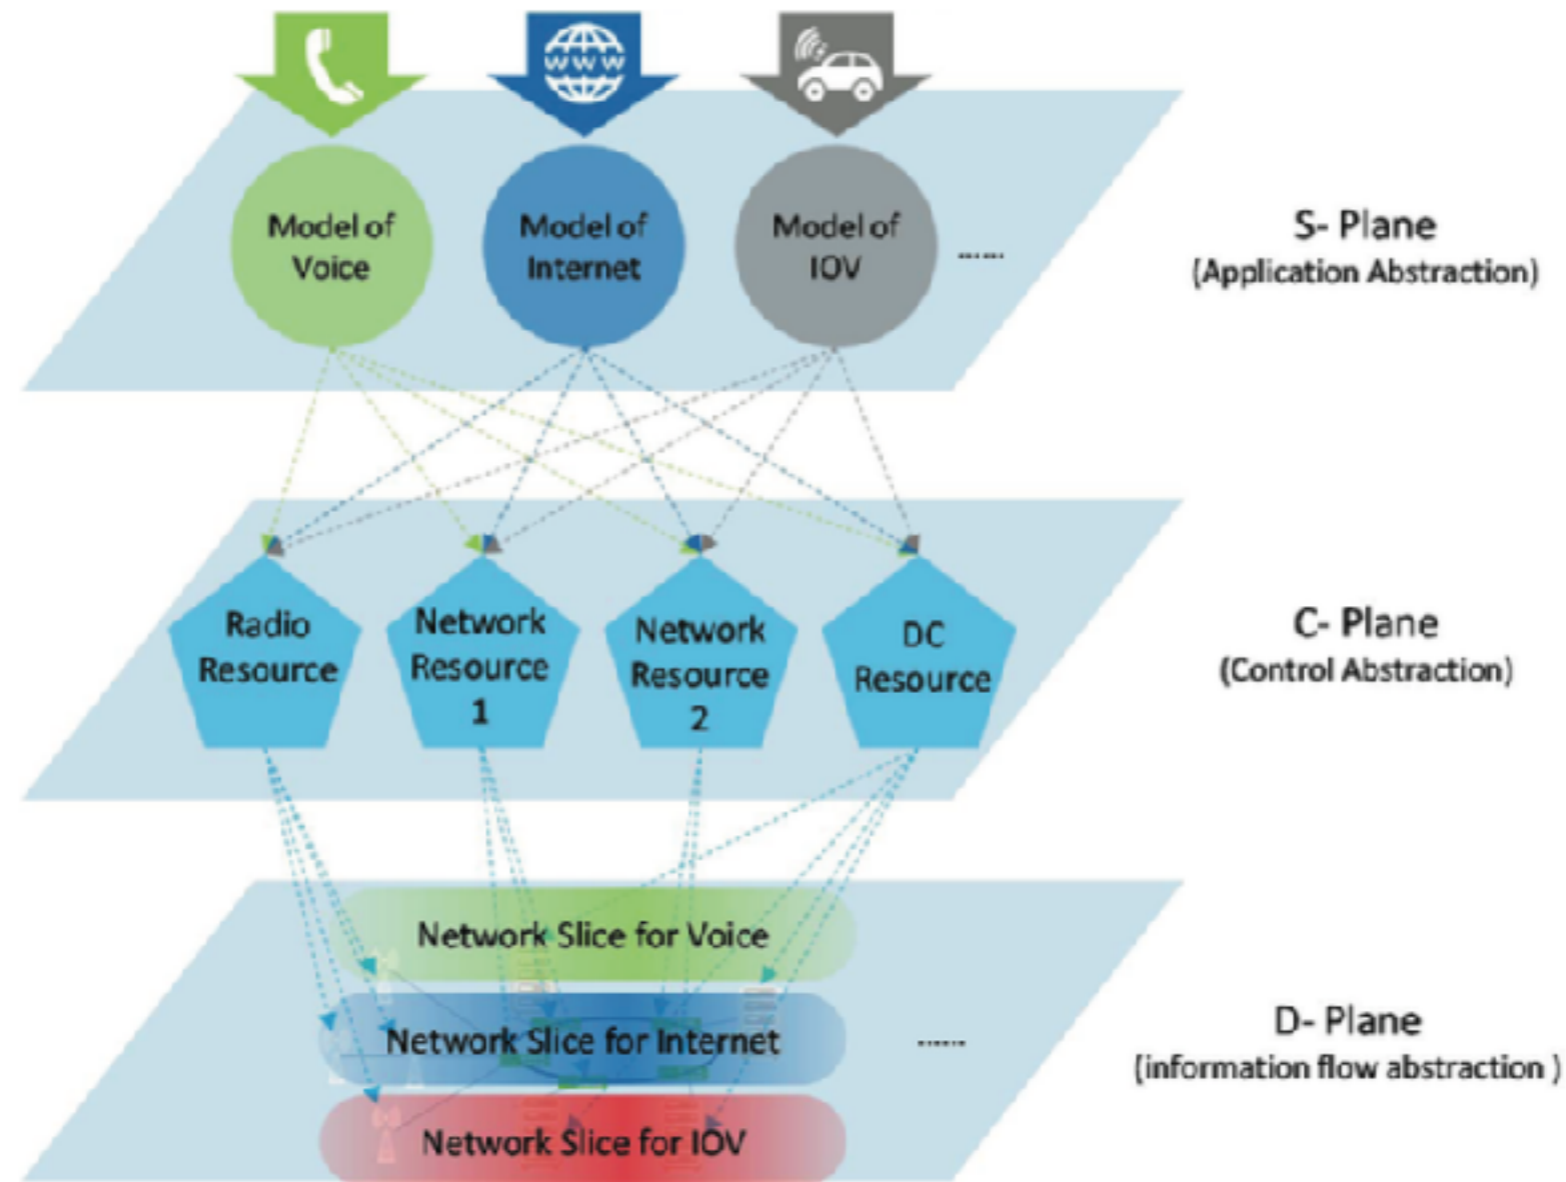 WWW
Model of
Voice
Model of
Internet
Model of
IOV
......
S- Plane
(Application Abstraction)
Radio
Resource
Network
Resource
1
Network
Resource
2
DC
Resource
C- Plane
(Control Abstraction)
Network Slice for Voice
Network Slice for Internet
......
Network Slice for IOV
D- Plane
(information flow abstraction )